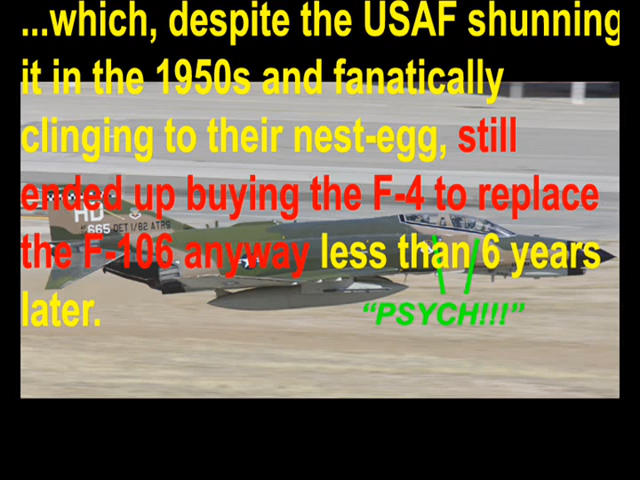 ...which, despite the USAF shunning
it in the 1950s and fanatically
clinging to their nest-egg, still
ended up buying the F-4 to replace
the F-106 anyway less than 6 years
later.
"PSYCH!!!"
HD
665 DET 1/82 ATRS